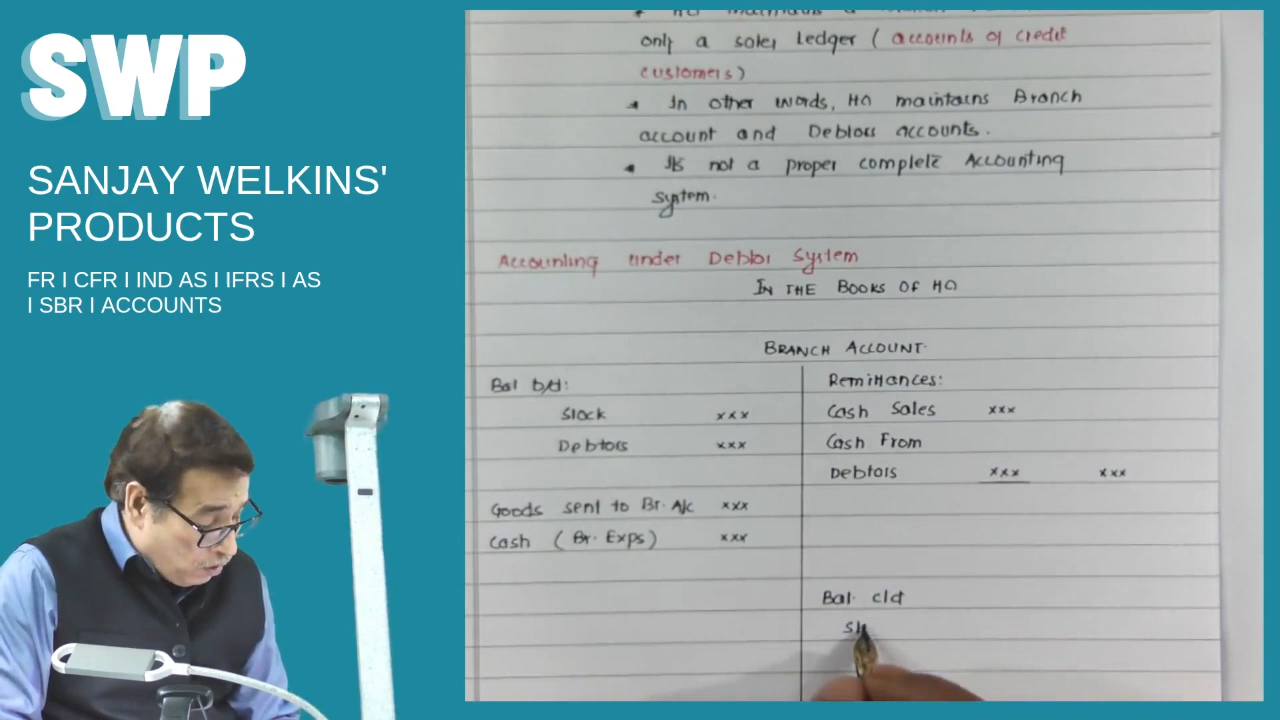 SWP
SANJAY WELKINS'
PRODUCTS
FR I CFR I IND AS I IFRS I AS
I SBR I ACCOUNTS
only a sales Ledger ( accounts of credit
customers )
In other words, HO maintains Branch
account and Debtors accounts.
Its not a proper complete Accounting
System.
Accounting under Debtor System
IN THE BOOKS OF HO
BRANCH ACCOUNT
Bal b/d: Remittances:
Stock xxx Cash Sales xxx
Debtors xxx Cash From
Debtors xxx xxx
Goods sent to Br. A/c xxx
Cash ( Br. Exps) xxx
Bal. c/d